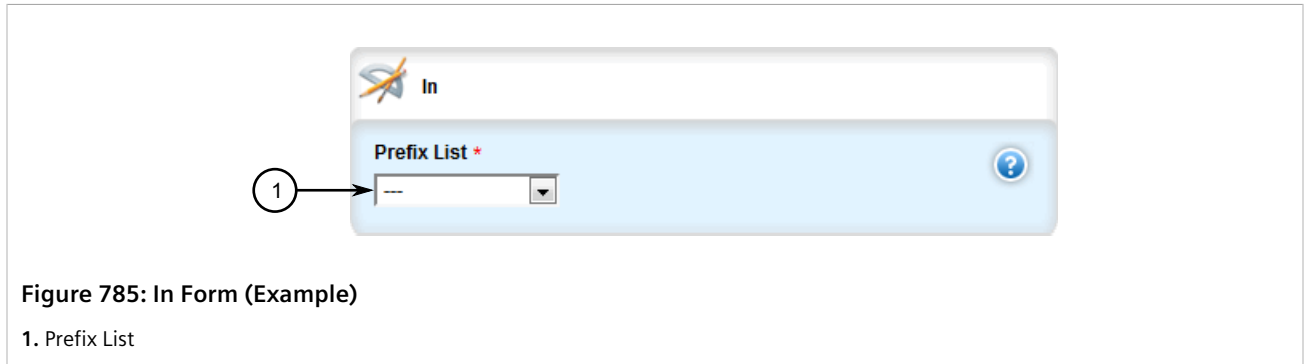 In
Prefix List *
1
---
?
Figure 785: In Form (Example)
1. Prefix List